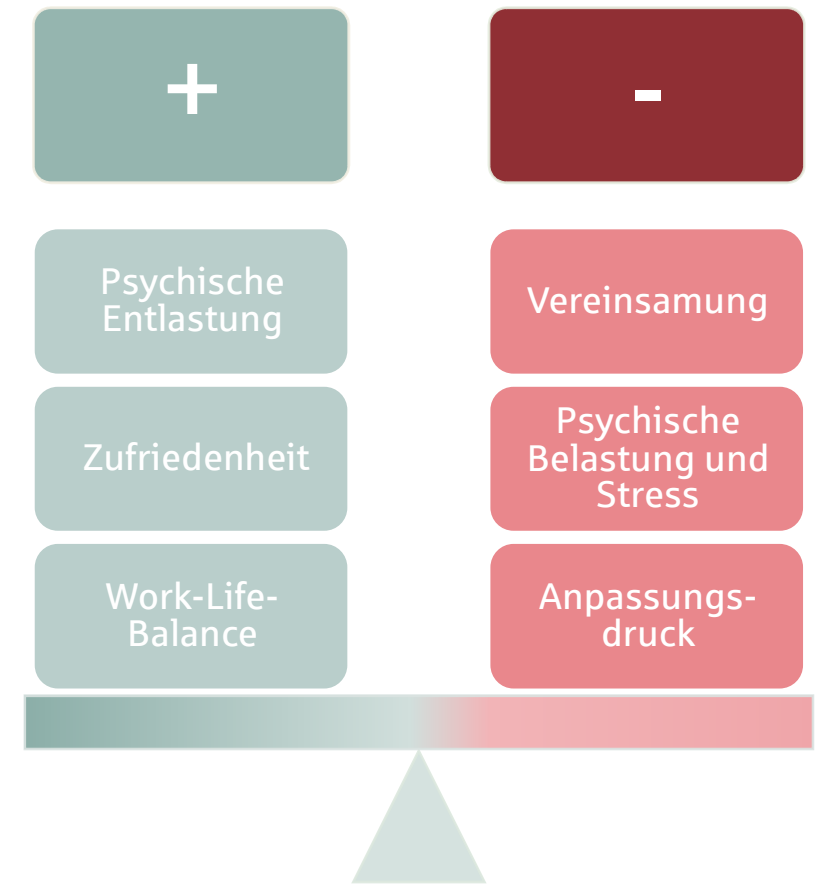 +
-
Psychische
Entlastung
Vereinsamung
Zufriedenheit
Psychische
Belastung und
Stress
Work-Life-
Balance
Anpassungs-
druck